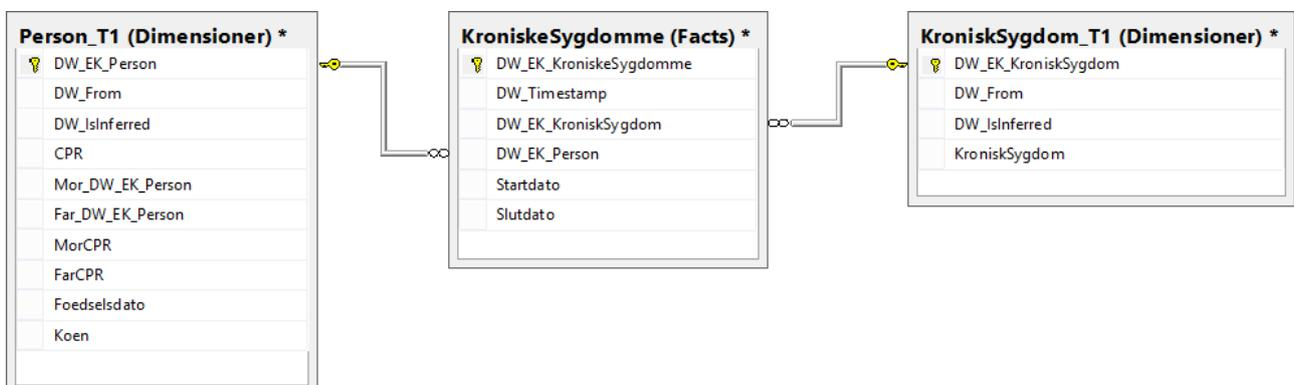 Person_T1 (Dimensioner) *
DW_EK_Person
DW_From
DW_IsInferred
CPR
Mor_DW_EK_Person
Far_DW_EK_Person
MorCPR
FarCPR
Foedselsdato
Koen
KroniskeSygdomme (Facts) *
DW_EK_KroniskeSygdomme
DW_Timestamp
DW_EK_KroniskSygdom
DW_EK_Person
Startdato
Slutdato
KroniskSygdom_T1 (Dimensioner) *
DW_EK_KroniskSygdom
DW_From
DW_IsInferred
KroniskSygdom